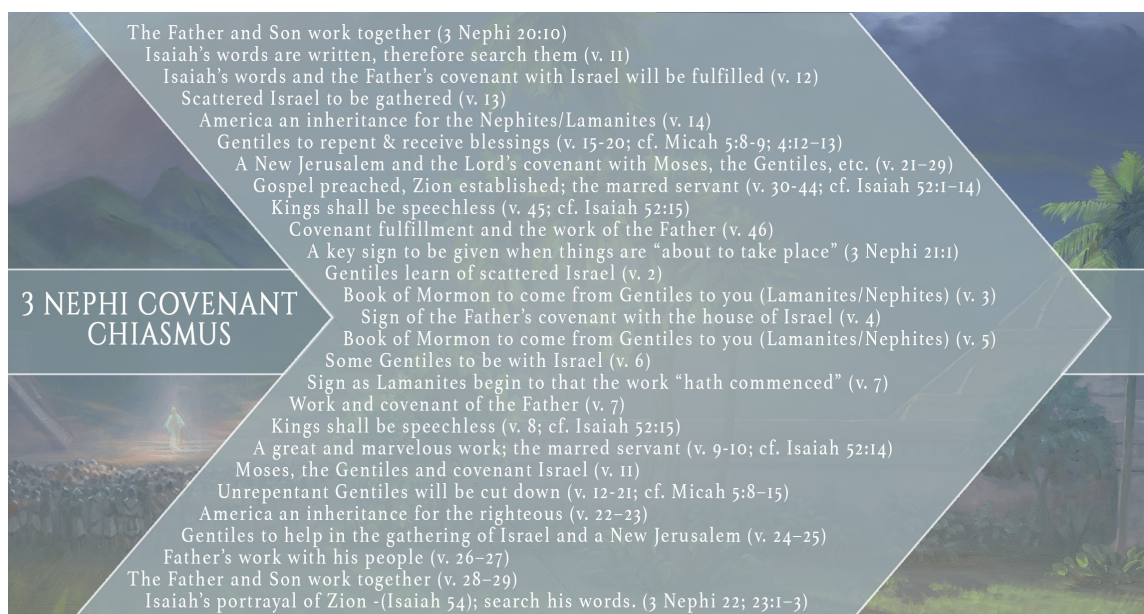 The Father and Son work together (3 Nephi 20:10)
Isaiah's words are written, therefore search them (v. 11)
Isaiah's words and the Father's covenant with Israel will be fulfilled (v. 12)
Scattered Israel to be gathered (v. 13)
America an inheritance for the Nephites/Lamanites (v. 14)
Gentiles to repent & receive blessings (v. 15-20; cf. Micah 5:8-9; 4:12–13)
A New Jerusalem and the Lord's covenant with Moses, the Gentiles, etc. (v. 21–29)
Gospel preached, Zion established; the marred servant (v. 30-44; cf. Isaiah 52:1–14)
Kings shall be speechless (v. 45; cf. Isaiah 52:15)
Covenant fulfillment and the work of the Father (v. 46)
A key sign to be given when things are “about to take place” (3 Nephi 21:1)
Gentiles learn of scattered Israel (v. 2)
Book of Mormon to come from Gentiles to you (Lamanites/Nephites) (v. 3)
Sign of the Father's covenant with the house of Israel (v. 4)
Book of Mormon to come from Gentiles to you (Lamanites/Nephites) (v. 5)
Some Gentiles to be with Israel (v. 6)
Sign as Lamanites begin to that the work “hath commenced” (v. 7)
Work and covenant of the Father (v. 7)
Kings shall be speechless (v. 8; cf. Isaiah 52:15)
A great and marvelous work; the marred servant (v. 9-10; cf. Isaiah 52:14)
Moses, the Gentiles and covenant Israel (v. 11)
Unrepentant Gentiles will be cut down (v. 12-21; cf. Micah 5:8–15)
America an inheritance for the righteous (v. 22–23)
Gentiles to help in the gathering of Israel and a New Jerusalem (v. 24–25)
Father's work with his people (v. 26–27)
The Father and Son work together (v. 28–29)
Isaiah's portrayal of Zion -(Isaiah 54); search his words. (3 Nephi 22; 23:1–3)
3 NEPHI COVENANT
CHIASMUS